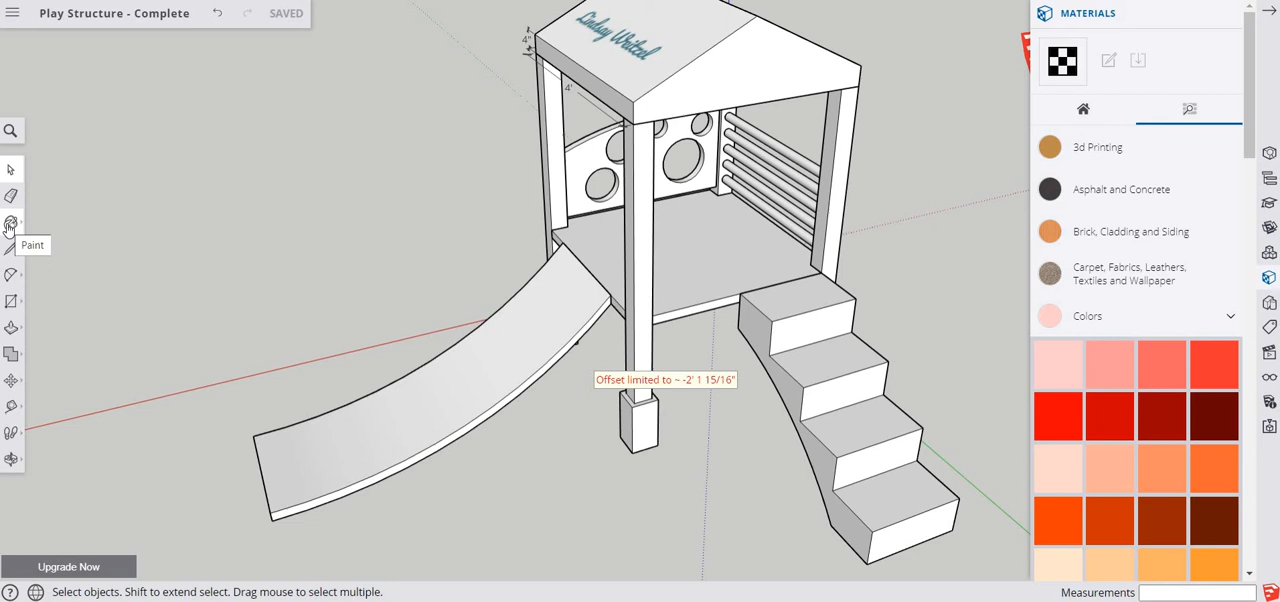 Play Structure - Complete
SAVED
MATERIALS
Lindsy Weitzel
4"
4'
Paint
3d Printing
Asphalt and Concrete
Brick, Cladding and Siding
Carpet, Fabrics, Leathers,
Textiles and Wallpaper
Colors
Offset limited to ~ -2' 1 15/16"
Upgrade Now
Select objects. Shift to extend select. Drag mouse to select multiple.
Measurements